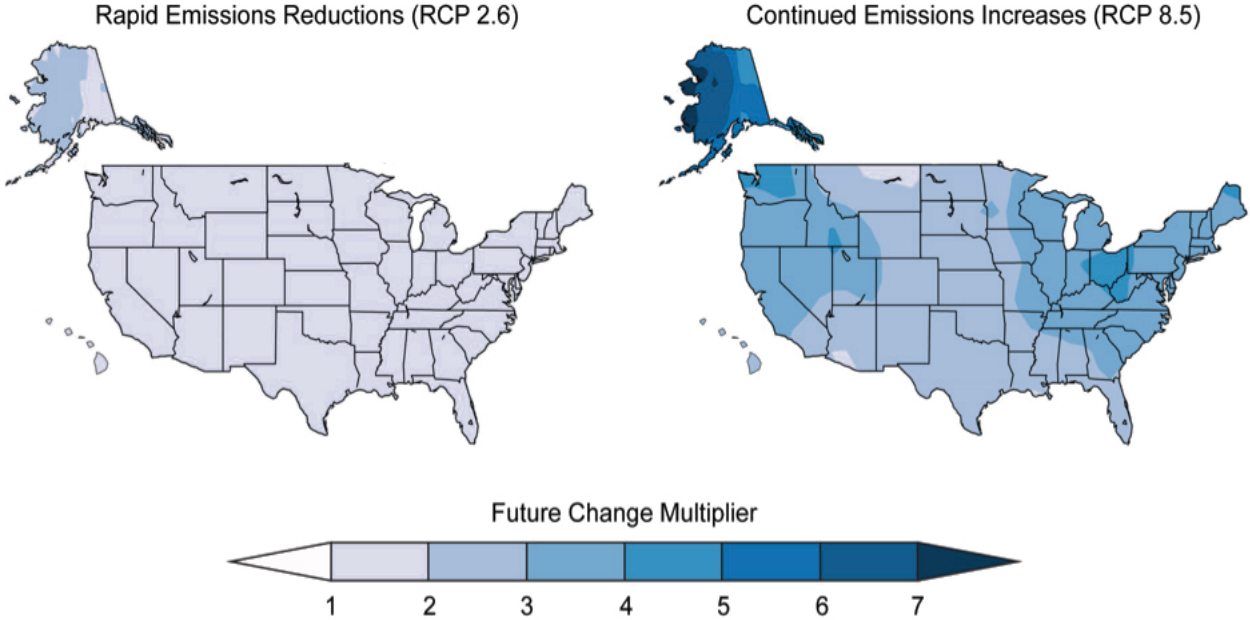 Rapid Emissions Reductions (RCP 2.6)
Continued Emissions Increases (RCP 8.5)
Future Change Multiplier
1 2 3 4 5 6 7